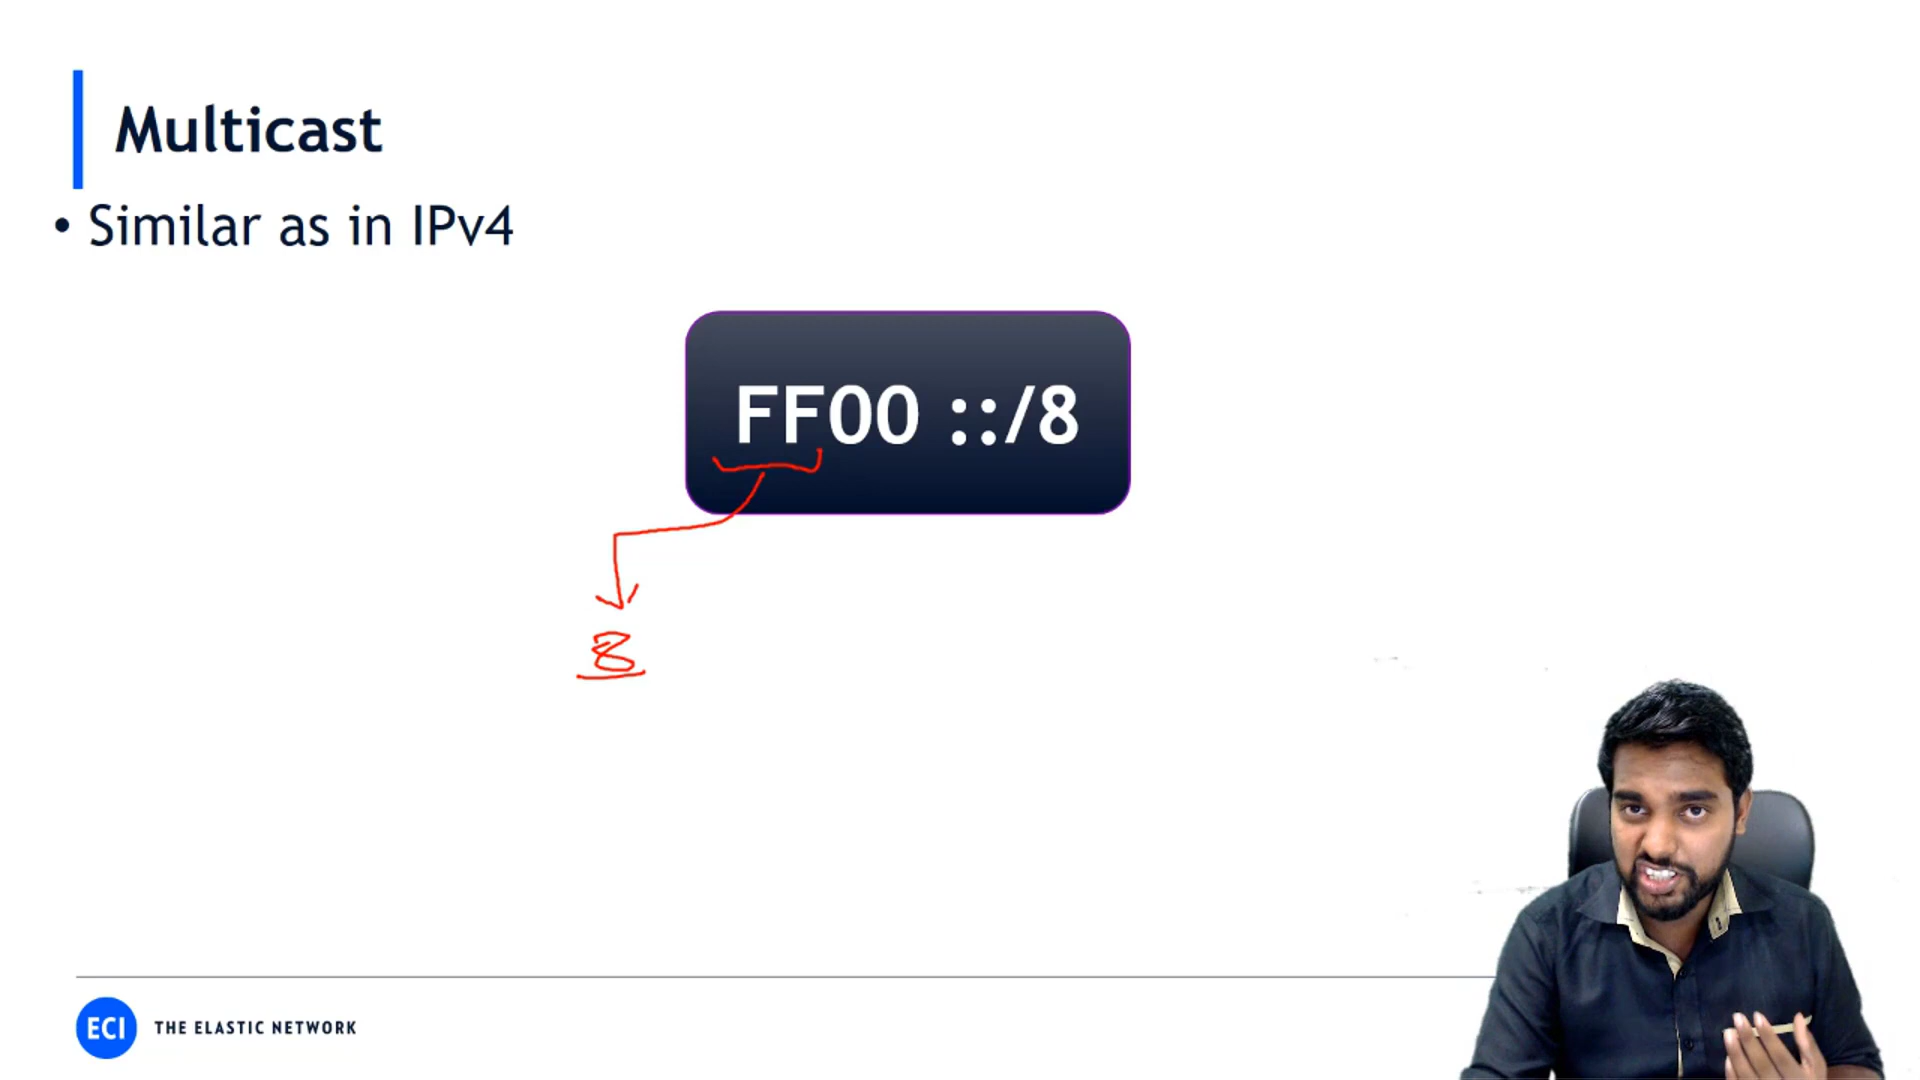 Multicast
• Similar as in IPv4
FF00 ::/8
8
ECI THE ELASTIC NETWORK